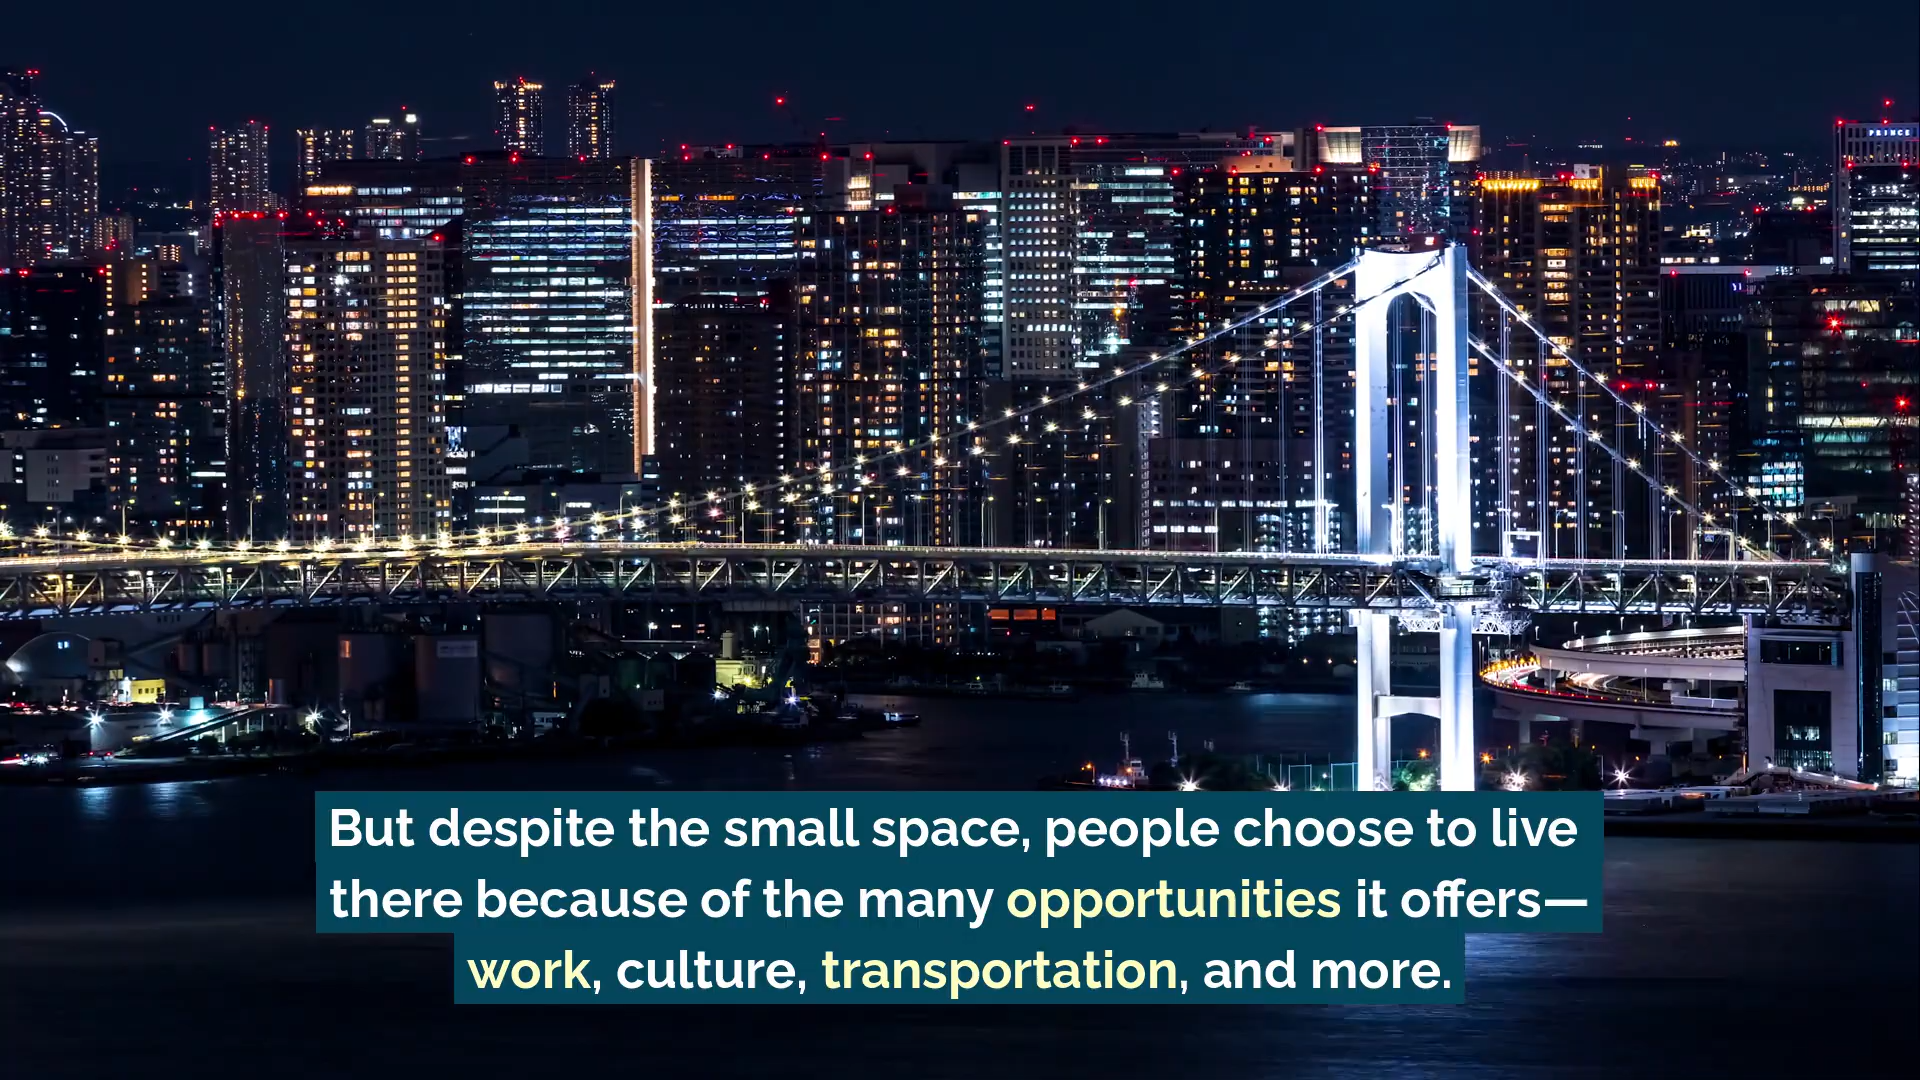 PRINCE
But despite the small space, people choose to live
there because of the many opportunities it offers—
work, culture, transportation, and more.